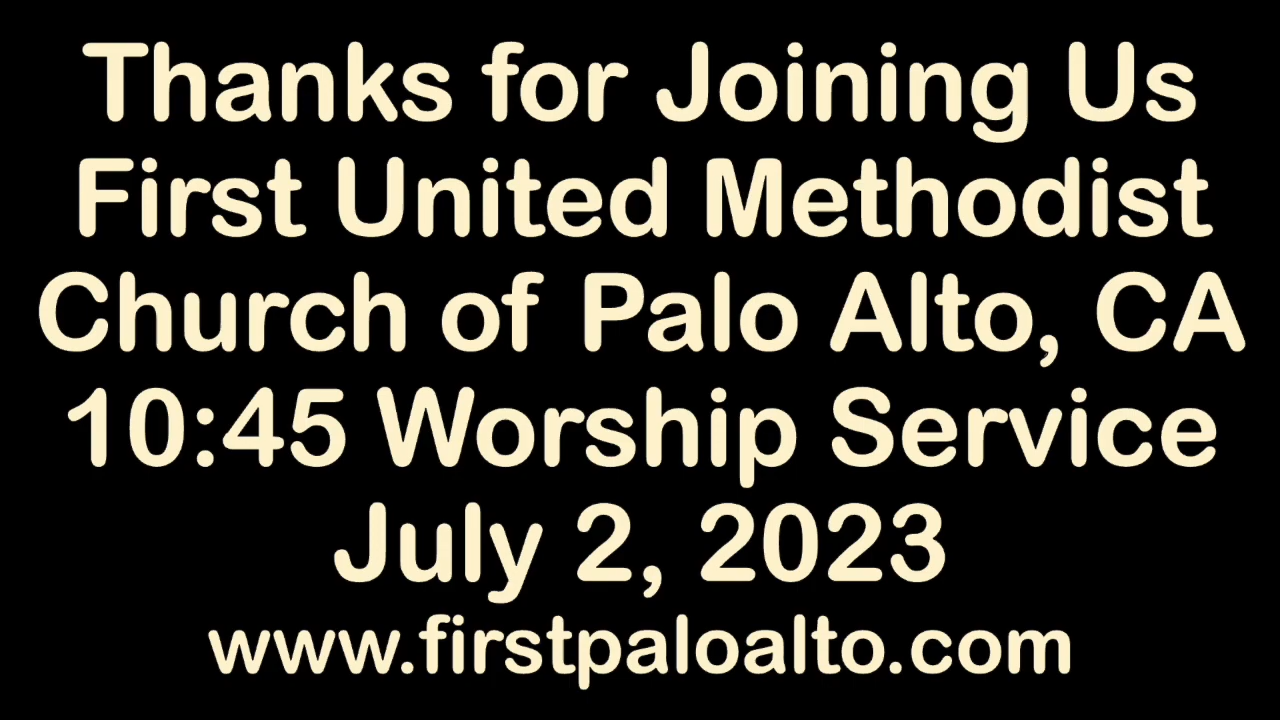 Thanks for Joining Us
First United Methodist
Church of Palo Alto, CA
10:45 Worship Service
July 2, 2023
www.firstpaloalto.com